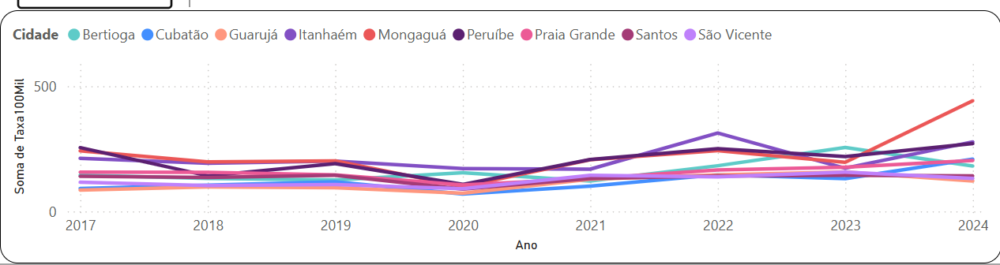 Cidade Bertioga Cubatão Guarujá Itanhaém Mongaguá Peruíbe Praia Grande Santos São Vicente
Soma de Taxa100Mil
500
0
2017 2018 2019 2020 2021 2022 2023 2024
Ano